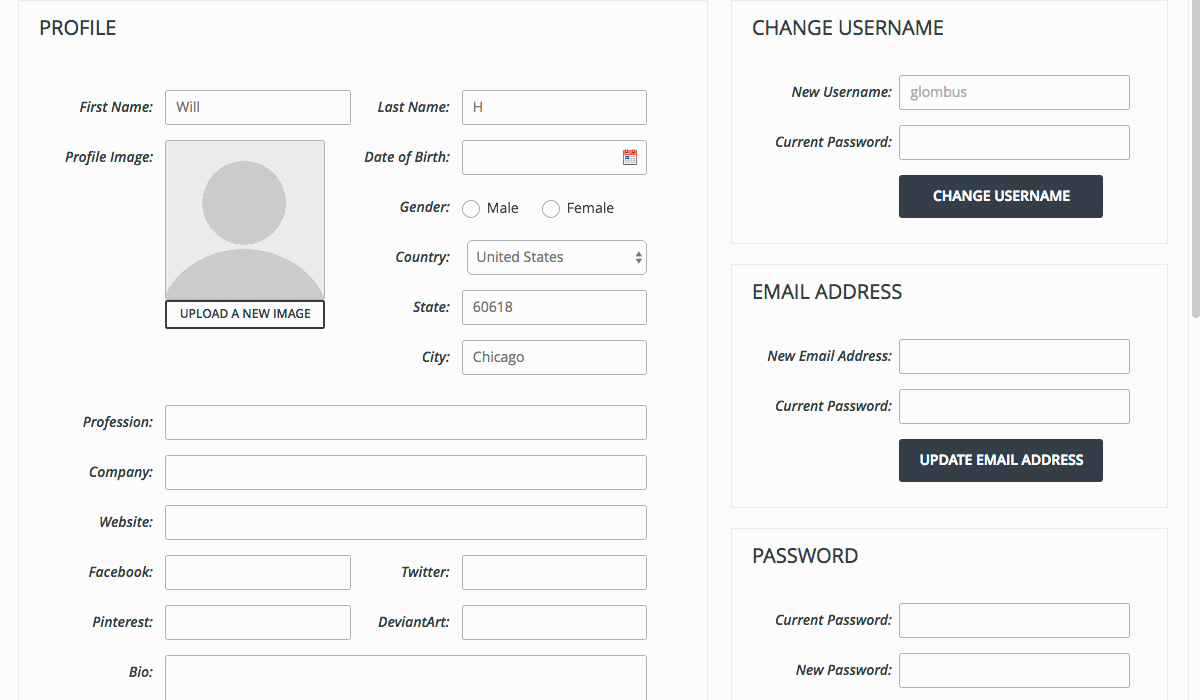 PROFILE
First Name: Will Last Name: H
Profile Image: Date of Birth:
Gender: Male Female
Country: United States
UPLOAD A NEW IMAGE
State: 60618
City: Chicago
Profession:
Company:
Website:
Facebook: Twitter:
Pinterest: DeviantArt:
Bio:
CHANGE USERNAME
New Username: glombus
Current Password:
CHANGE USERNAME
EMAIL ADDRESS
New Email Address:
Current Password:
UPDATE EMAIL ADDRESS
PASSWORD
Current Password:
New Password: